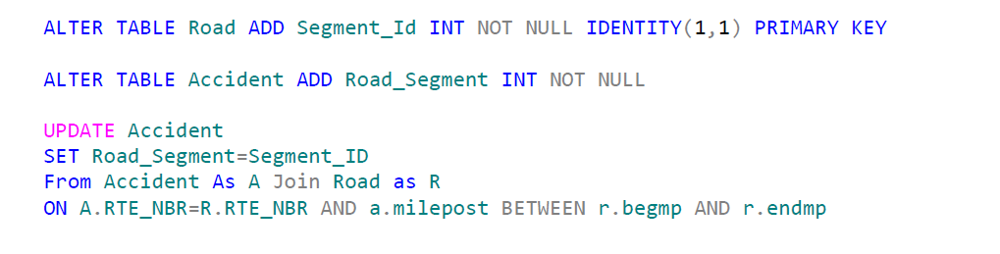 ALTER TABLE Road ADD Segment_Id INT NOT NULL IDENTITY(1,1) PRIMARY KEY
ALTER TABLE Accident ADD Road_Segment INT NOT NULL
UPDATE Accident
SET Road_Segment=Segment_ID
From Accident As A Join Road as R
ON A.RTE_NBR=R.RTE_NBR AND a.milepost BETWEEN r.begmp AND r.endmp